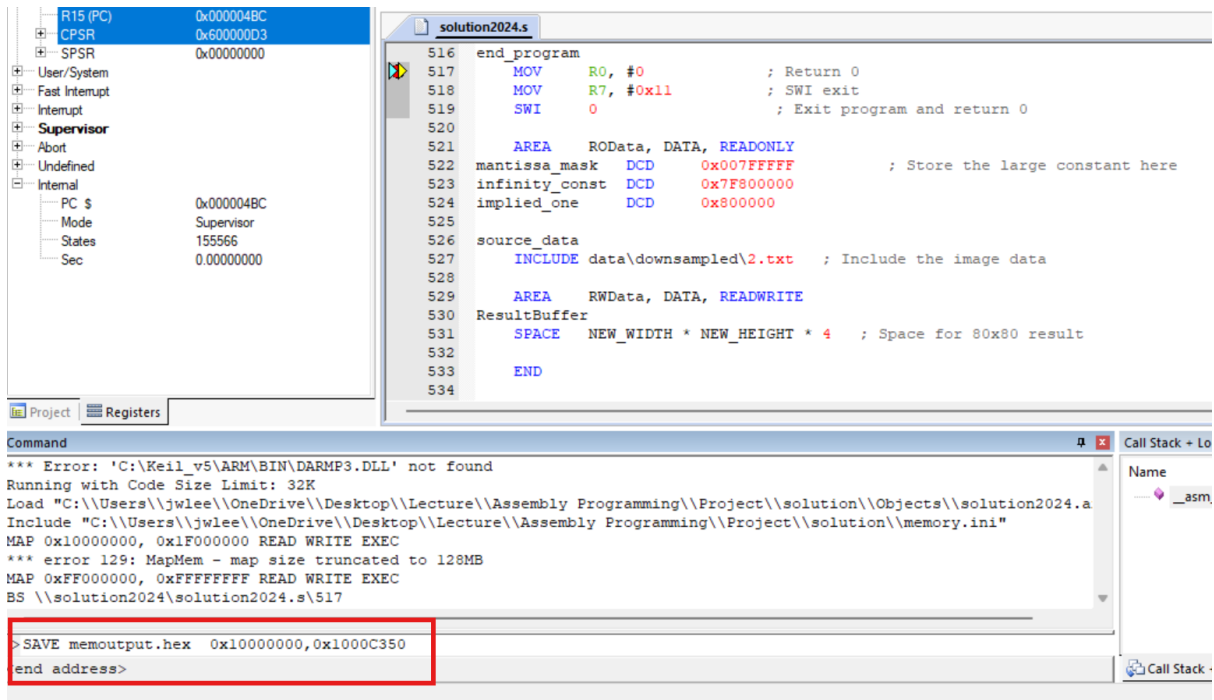 R15 (PC) 0x000004BC
CPSR 0x600000D3
SPSR 0x00000000
User/System
Fast Interrupt
Interrupt
Supervisor
Abort
Undefined
Internal
PC $ 0x000004BC
Mode Supervisor
States 155566
Sec 0.00000000
Project Registers
solution2024.s
516 end_program
517 MOV R0, #0 ; Return 0
518 MOV R7, #0x11 ; SWI exit
519 SWI 0 ; Exit program and return 0
520
521 AREA ROData, DATA, READONLY
522 mantissa_mask DCD 0x007FFFFF ; Store the large constant here
523 infinity_const DCD 0x7F800000
524 implied_one DCD 0x800000
525
526 source_data
527 INCLUDE data\downsampled\2.txt ; Include the image data
528
529 AREA RWData, DATA, READWRITE
530 ResultBuffer
531 SPACE NEW_WIDTH * NEW_HEIGHT * 4 ; Space for 80x80 result
532
533 END
534
Command
*** Error: 'C:\Keil_v5\ARM\BIN\DARMP3.DLL' not found
Running with Code Size Limit: 32K
Load "C:\\Users\\jwlee\\OneDrive\\Desktop\\Lecture\\Assembly Programming\\Project\\solution\\Objects\\solution2024.a
Include "C:\\Users\\jwlee\\OneDrive\\Desktop\\Lecture\\Assembly Programming\\Project\\solution\\memory.ini"
MAP 0x10000000, 0x1F000000 READ WRITE EXEC
*** error 129: MapMem - map size truncated to 128MB
MAP 0xFF000000, 0xFFFFFFFF READ WRITE EXEC
BS \\solution2024\solution2024.s\517
>SAVE memoutput.hex 0x10000000,0x1000C350
<end address>
Call Stack + Lo
Name
__asm_
Call Stack +